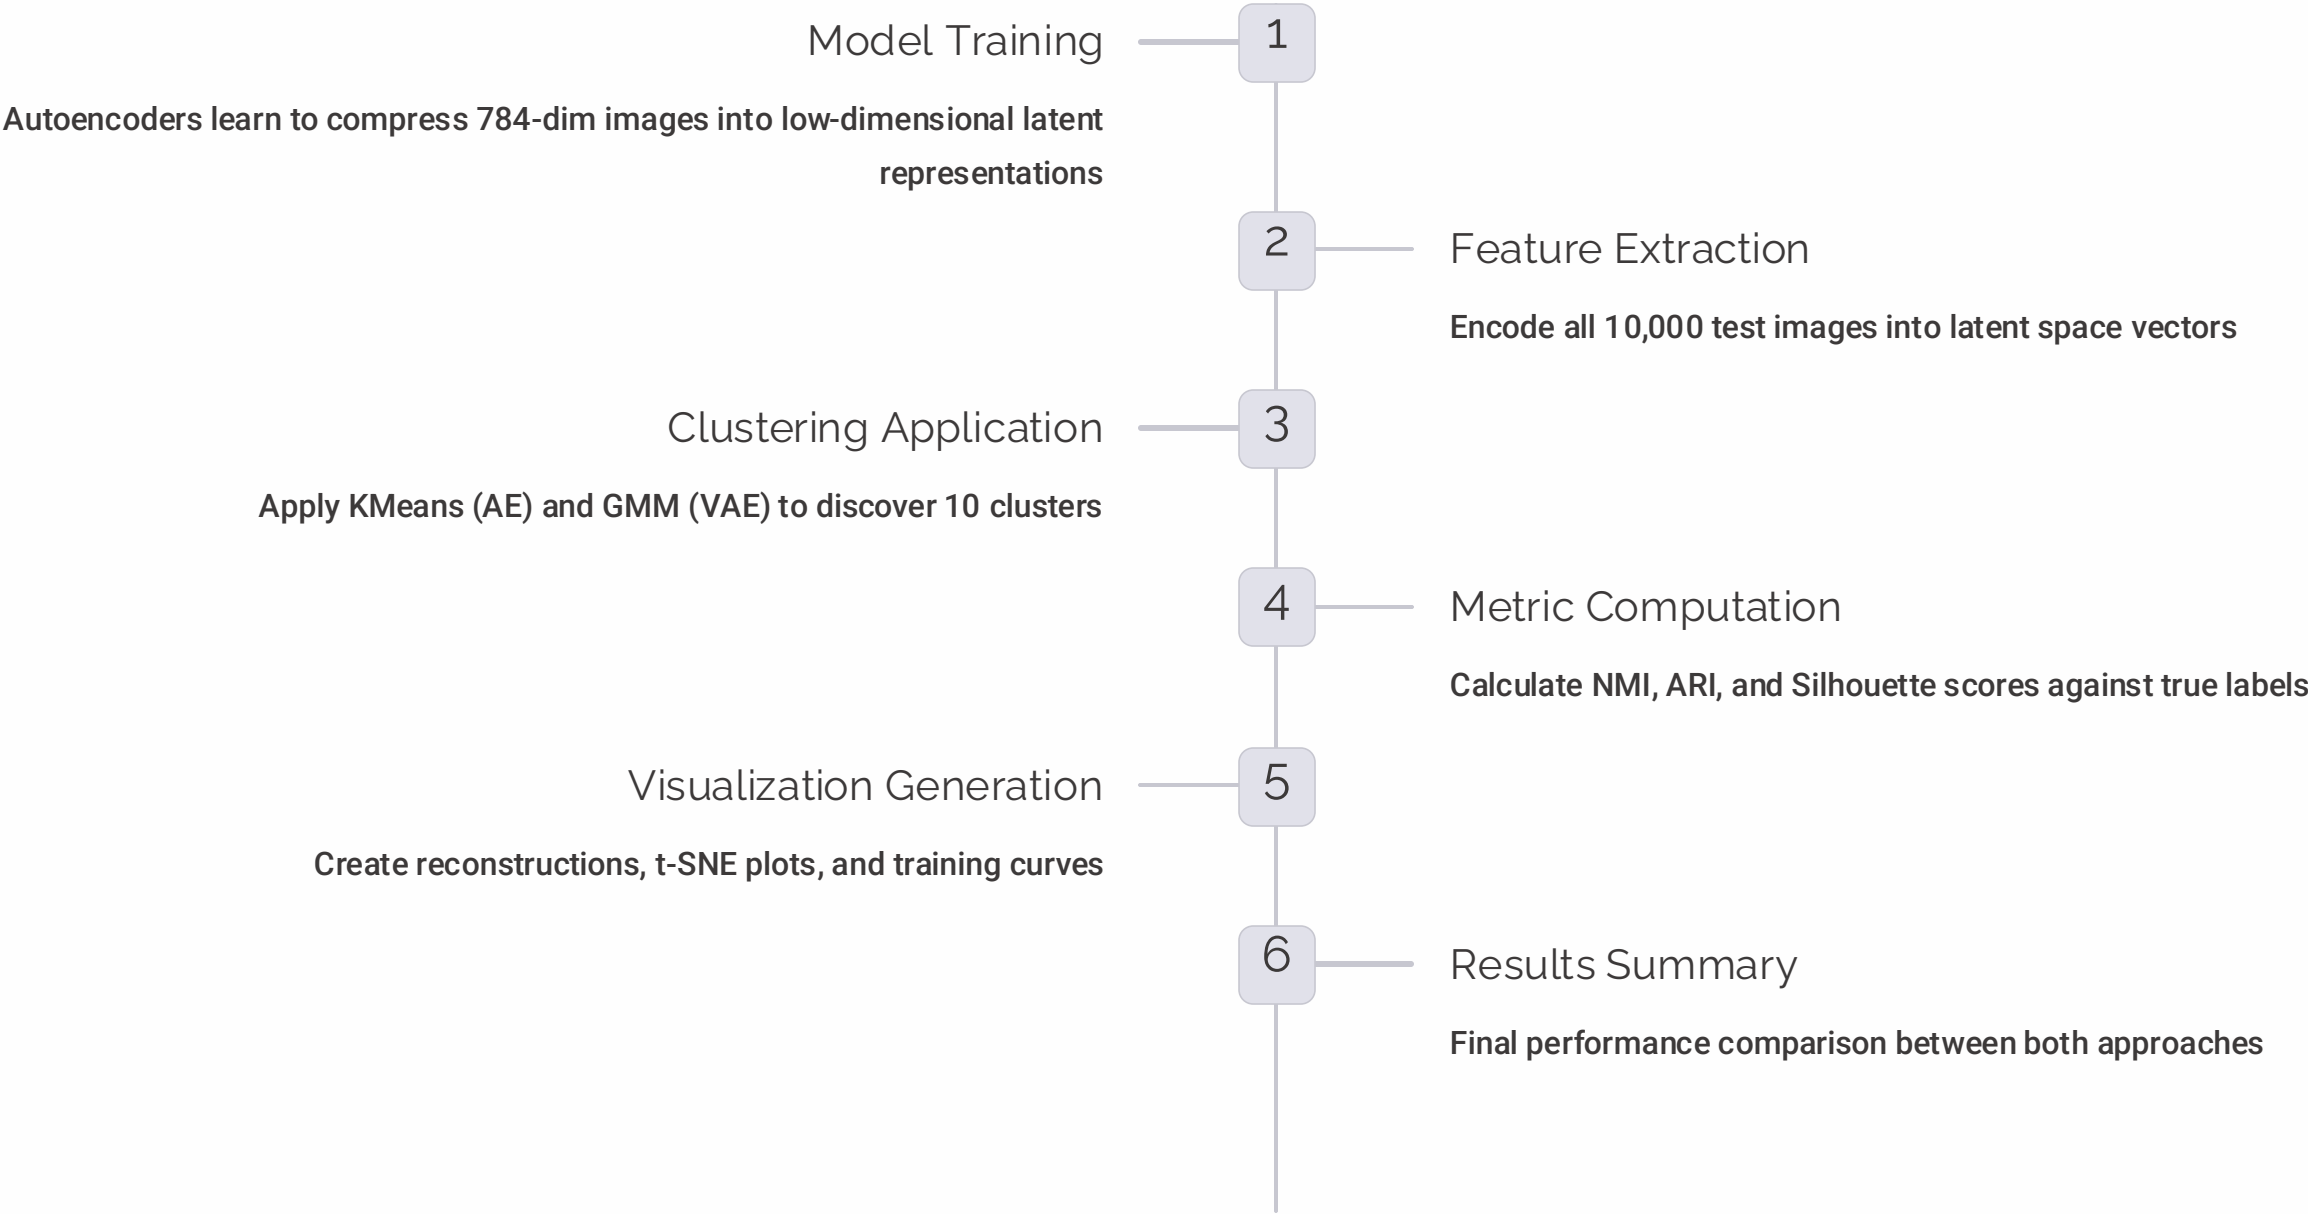 1
Model Training
Autoencoders learn to compress 784-dim images into low-dimensional latent
representations
2
Feature Extraction
Encode all 10,000 test images into latent space vectors
3
Clustering Application
Apply KMeans (AE) and GMM (VAE) to discover 10 clusters
4
Metric Computation
Calculate NMI, ARI, and Silhouette scores against true labels
5
Visualization Generation
Create reconstructions, t-SNE plots, and training curves
6
Results Summary
Final performance comparison between both approaches